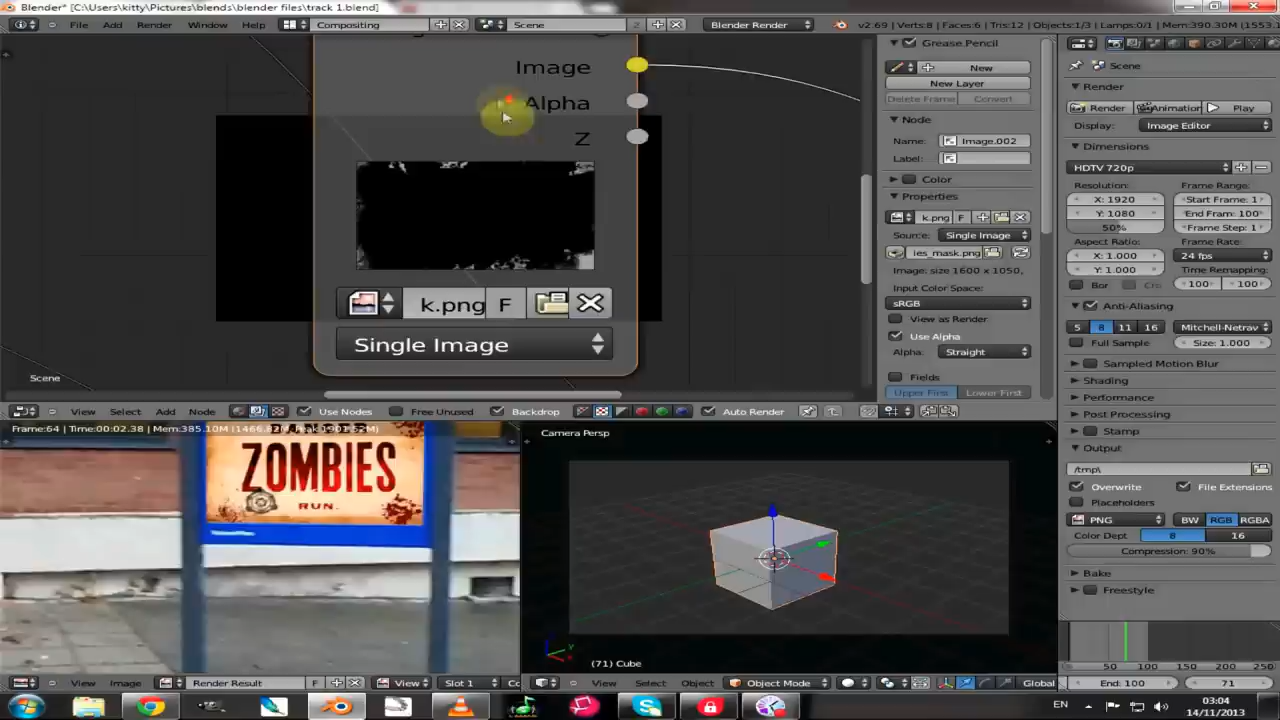 Blender* [C:\Users\kitty\Pictures\blends\blender files\track 1.blend]
File Add Render Window Help Compositing Scene 2 Blender Render v2.69 | Verts:8 | Faces:6 | Tris:12 | Objects:1/3 | Lamps:0/1 | Mem:390.30M (1553.1
Image
Alpha
Z
k.png F
Single Image
Scene
View Select Add Node Use Nodes Free Unused Backdrop Auto Render
Grease Pencil
New
New Layer
Delete Frame Convert
Node
Name: Image.002
Label:
Color
Properties
k.png F
Source: Single Image
ies_mask.png
Image: size 1600 x 1050,
Input Color Space:
sRGB
View as Render
Use Alpha
Alpha: Straight
Fields
Upper First Lower First
Scene
Render
Render Animation Play
Display: Image Editor
Dimensions
HDTV 720p
Resolution: Frame Range:
X: 1920 Start Frame: 1
Y: 1080 End Fram: 100
50% Frame Step: 1
Aspect Ratio: Frame Rate:
X: 1.000 24 fps
Y: 1.000 Time Remapping:
Bor Cro 100 100
Anti-Aliasing
5 8 11 16 Mitchell-Netrav
Full Sample Size: 1.000
Sampled Motion Blur
Shading
Performance
Post Processing
Stamp
Output
/tmp\
Overwrite File Extensions
Placeholders
PNG BW RGB RGBA
Color Dept 8 16
Compression: 90%
Bake
Freestyle
Frame:64 | Time:00:02.38 | Mem:385.10M (1466.82M, Peak 1901.52M)
ZOMBIES
RUN.
View Image Render Result F View Slot 1
Camera Persp
(71) Cube
View Select Object Object Mode Global
50 100 150 200 250
End: 100 71
EN 03:04
14/11/2013